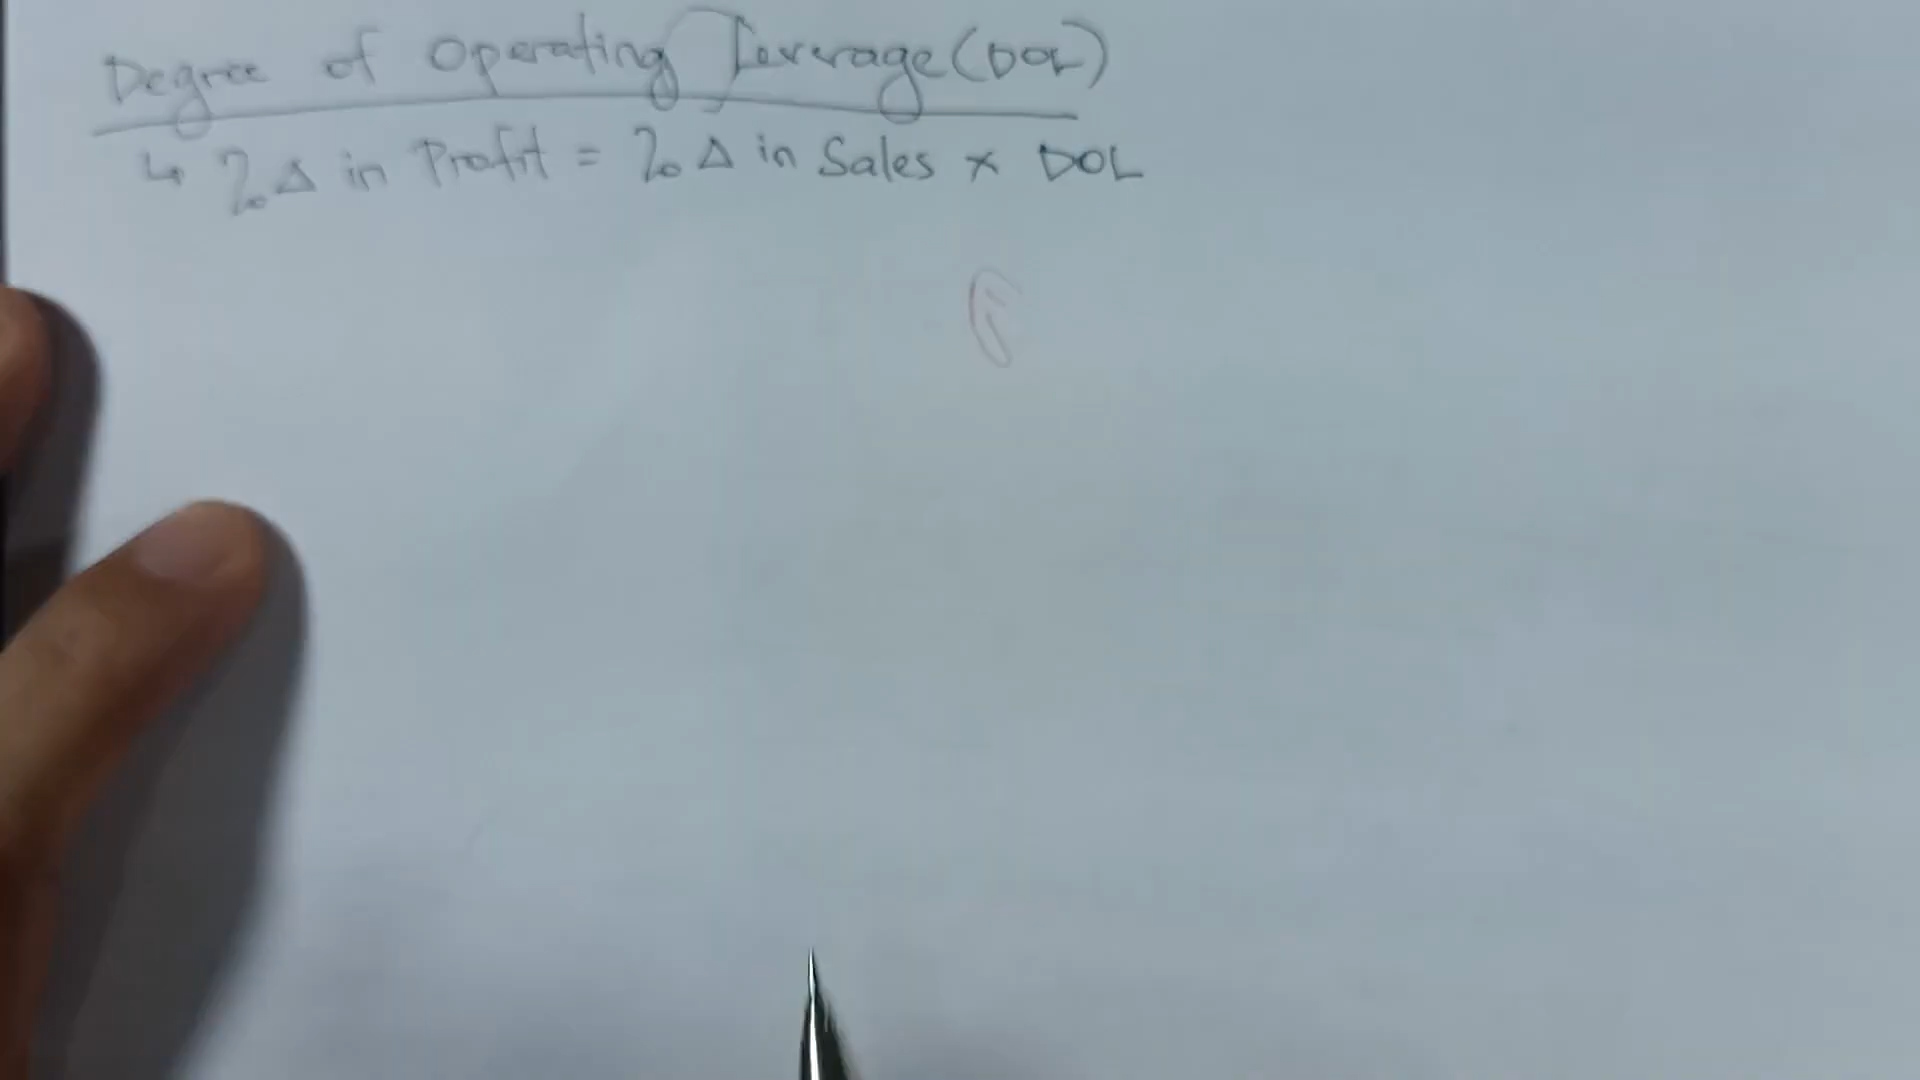 Degree of Operating Leverage (DOL)
↳ % Δ in Profit = % Δ in Sales × DOL